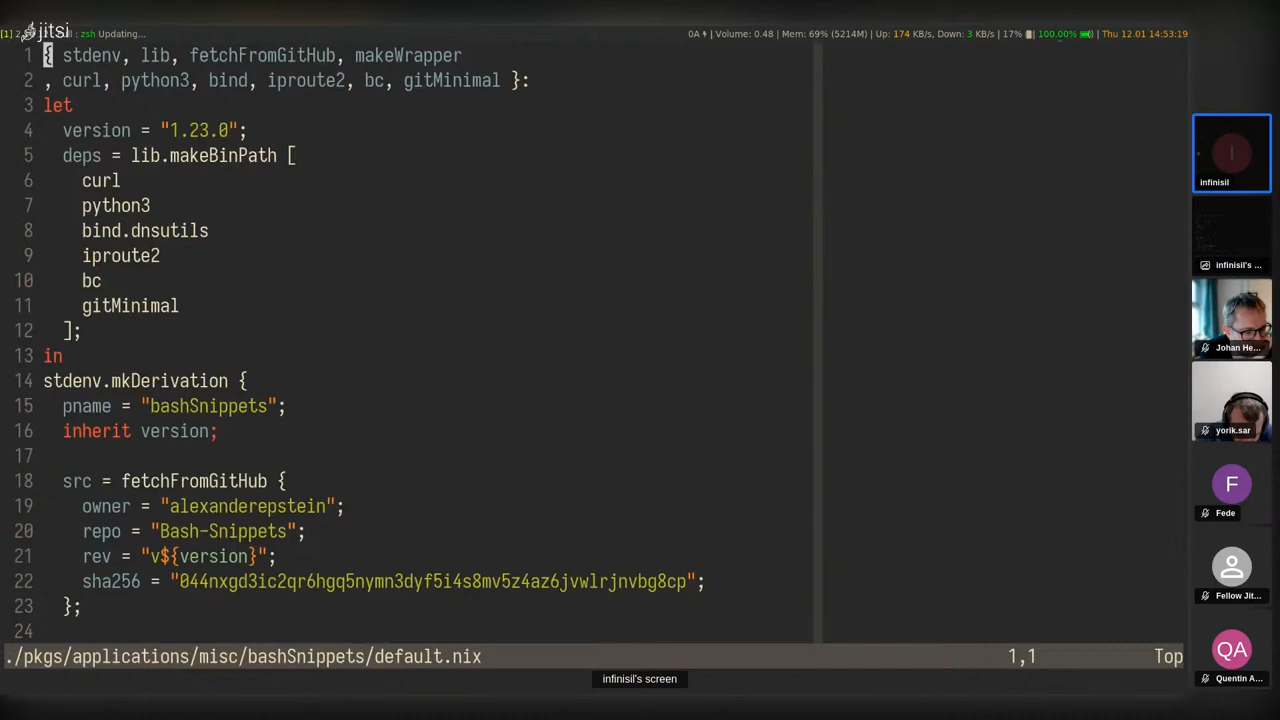 jitsi
[1] zsh Updating... 0A | Volume: 0.48 | Mem: 69% (5214M) | Up: 174 KB/s, Down: 3 KB/s | 17% | 100.00% | Thu 12.01 14:53:19
1 { stdenv, lib, fetchFromGitHub, makeWrapper
2 , curl, python3, bind, iproute2, bc, gitMinimal }:
3 let
4 version = "1.23.0";
5 deps = lib.makeBinPath [
6 curl
7 python3
8 bind.dnsutils
9 iproute2
10 bc
11 gitMinimal
12 ];
13 in
14 stdenv.mkDerivation {
15 pname = "bashSnippets";
16 inherit version;
17
18 src = fetchFromGitHub {
19 owner = "alexanderepstein";
20 repo = "Bash-Snippets";
21 rev = "v${version}";
22 sha256 = "044nxgd3ic2qr6hgq5nymn3dyf5i4s8mv5z4az6jvwlrjnvbg8cp";
23 };
24
./pkgs/applications/misc/bashSnippets/default.nix 1,1 Top
infinisil's screen
I
infinisil
infinisil's ...
Johan He...
yorik.sar
F
Fede
Fellow Jit...
QA
Quentin A...